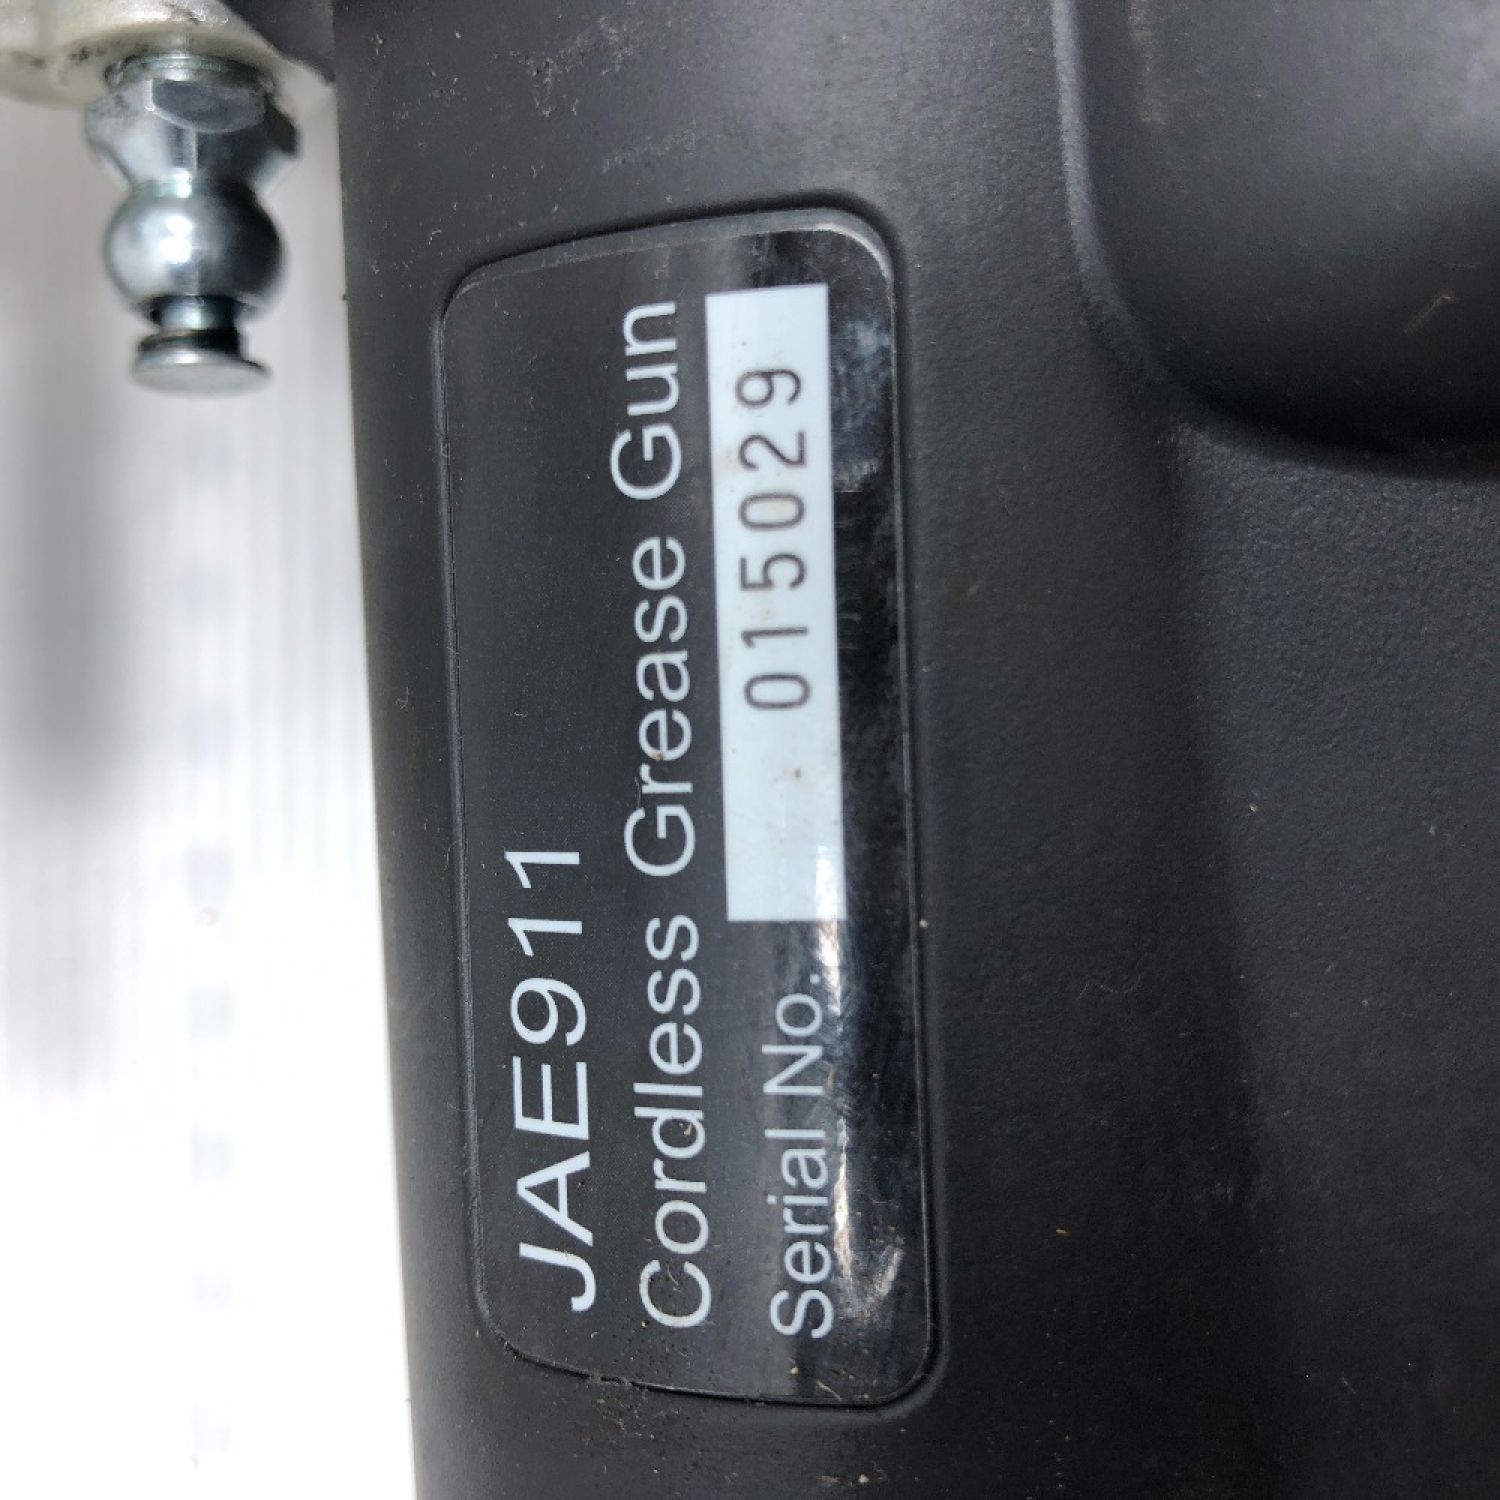 JAE911
Cordless Grease Gun
Serial No. 015029